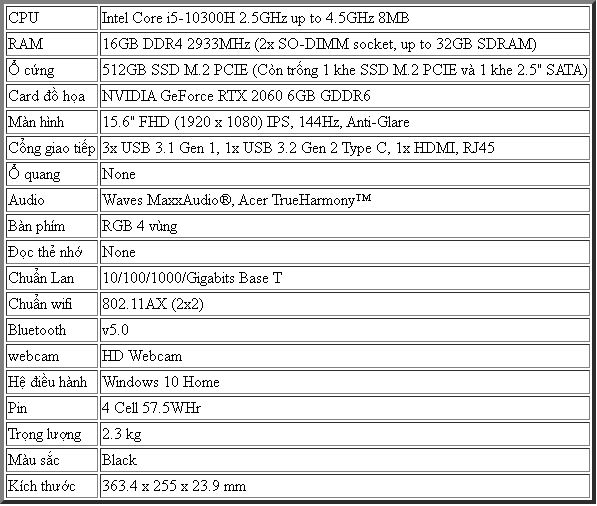 CPU Intel Core i5-10300H 2.5GHz up to 4.5GHz 8MB
RAM 16GB DDR4 2933MHz (2x SO-DIMM socket, up to 32GB SDRAM)
Ổ cứng 512GB SSD M.2 PCIE (Còn trống 1 khe SSD M.2 PCIE và 1 khe 2.5" SATA)
Card đồ họa NVIDIA GeForce RTX 2060 6GB GDDR6
Màn hình 15.6" FHD (1920 x 1080) IPS, 144Hz, Anti-Glare
Cổng giao tiếp 3x USB 3.1 Gen 1, 1x USB 3.2 Gen 2 Type C, 1x HDMI, RJ45
Ổ quang None
Audio Waves MaxxAudio®, Acer TrueHarmony™
Bàn phím RGB 4 vùng
Đọc thẻ nhớ None
Chuẩn Lan 10/100/1000/Gigabits Base T
Chuẩn wifi 802.11AX (2x2)
Bluetooth v5.0
webcam HD Webcam
Hệ điều hành Windows 10 Home
Pin 4 Cell 57.5WHr
Trọng lượng 2.3 kg
Màu sắc Black
Kích thước 363.4 x 255 x 23.9 mm